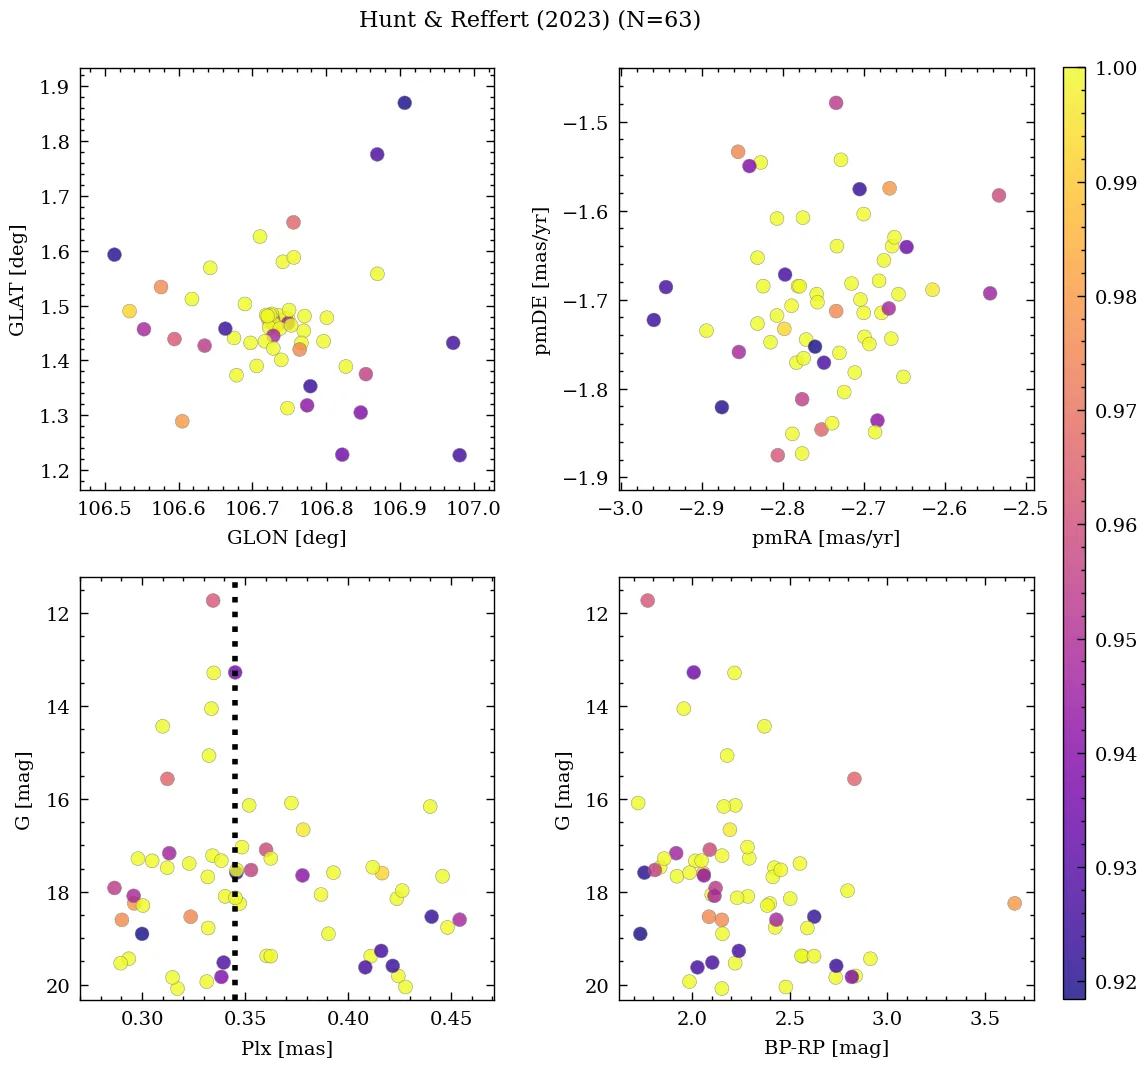 Hunt & Reffert (2023) (N=63)
1.9
1.8
1.7
1.6
1.5
1.4
1.3
1.2
GLAT [deg]
106.5 106.6 106.7 106.8 106.9 107.0
GLON [deg]
−1.5
−1.6
−1.7
−1.8
−1.9
pmDE [mas/yr]
−3.0 −2.9 −2.8 −2.7 −2.6 −2.5
pmRA [mas/yr]
12
14
16
18
20
G [mag]
0.30 0.35 0.40 0.45
Plx [mas]
12
14
16
18
20
G [mag]
2.0 2.5 3.0 3.5
BP-RP [mag]
1.00
0.99
0.98
0.97
0.96
0.95
0.94
0.93
0.92